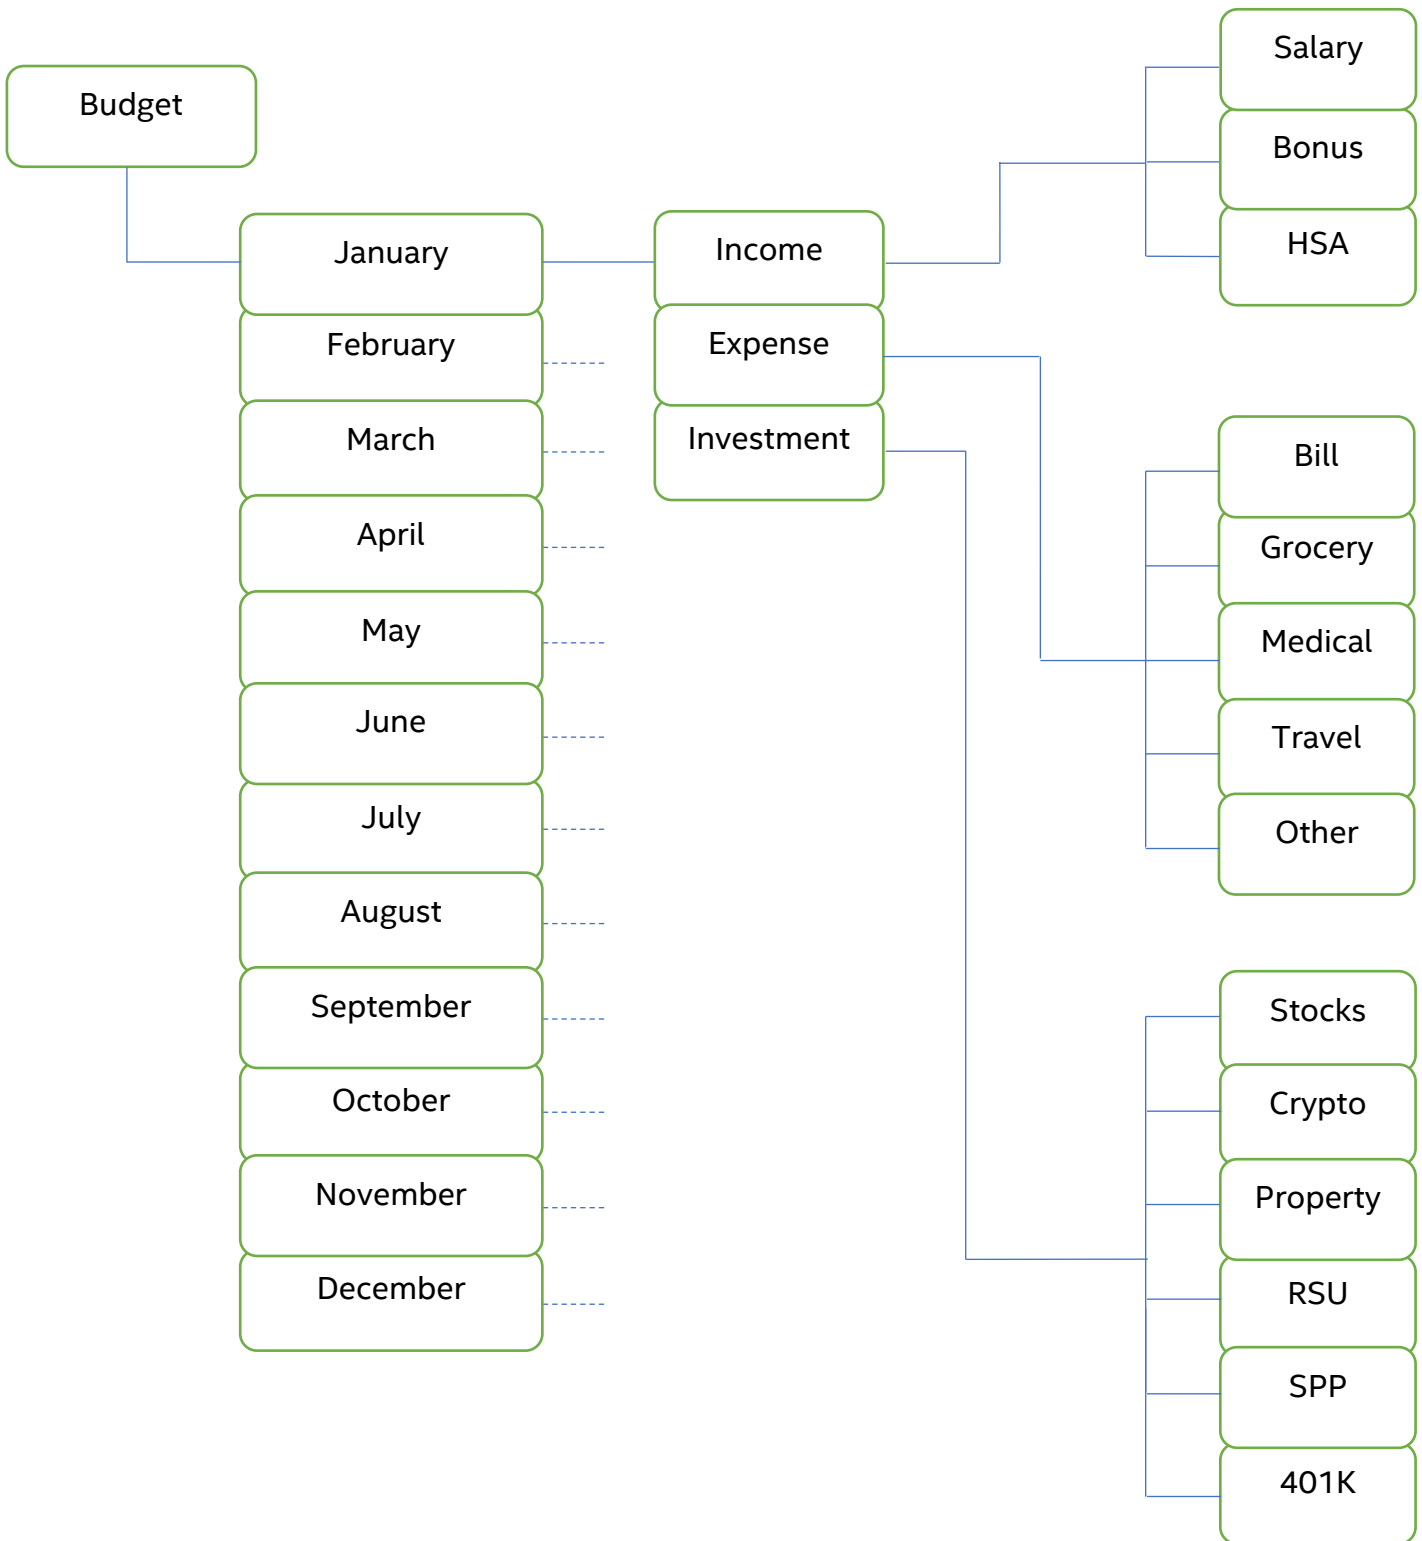 Budget
January
February
March
April
May
June
July
August
September
October
November
December
Income
Expense
Investment
Salary
Bonus
HSA
Bill
Grocery
Medical
Travel
Other
Stocks
Crypto
Property
RSU
SPP
401K